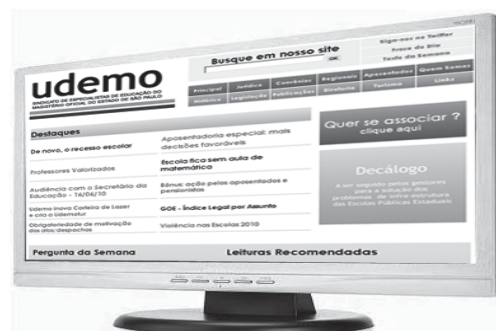 Siga-nos no Twitter
Frase do Dia
Teste da Semana
Busque em nosso site
OK
udemo
SINDICATO DE ESPECIALISTAS DE EDUCAÇÃO DO
MAGISTÉRIO OFICIAL DO ESTADO DE SÃO PAULO
Principal Jurídico Convênios Regionais Aposentados Quem Somos
Histórico Legislação Publicações Diretoria Turismo Links
Destaques
De novo, o recesso escolar
Professores Valorizados
Audiência com o Secretário da
Educação - 16/06/10
Udemo inova Carteira de Lazer
e cria o Udemotur
Obrigatoriedade de motivação
dos atos/despachos
Aposentadoria especial: mais
decisões favoráveis
Escola fica sem aula de
matemática
Bônus: ação pelos aposentados e
pensionistas
GOE - Índice Legal por Assunto
Violência nas Escolas 2010
Quer se associar ?
clique aqui
Decálogo
A ser seguido pelos gestores
para a solução dos
problemas de infra-estrutura
das Escolas Públicas Estaduais
Pergunta da Semana
Leituras Recomendadas